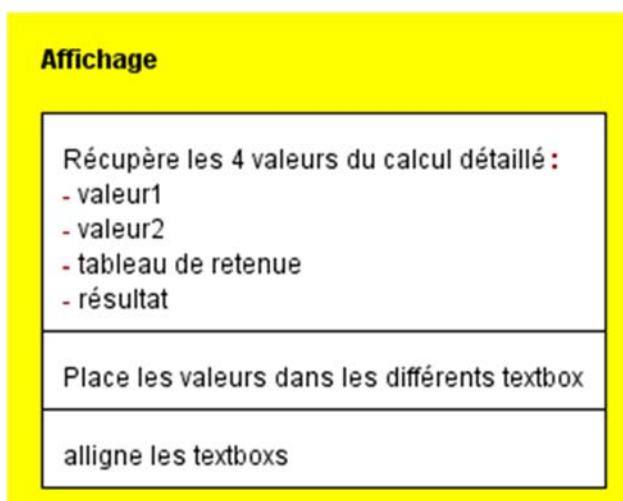 Affichage
Récupère les 4 valeurs du calcul détaillé :
- valeur1
- valeur2
- tableau de retenue
- résultat
Place les valeurs dans les différents textbox
alligne les textboxs